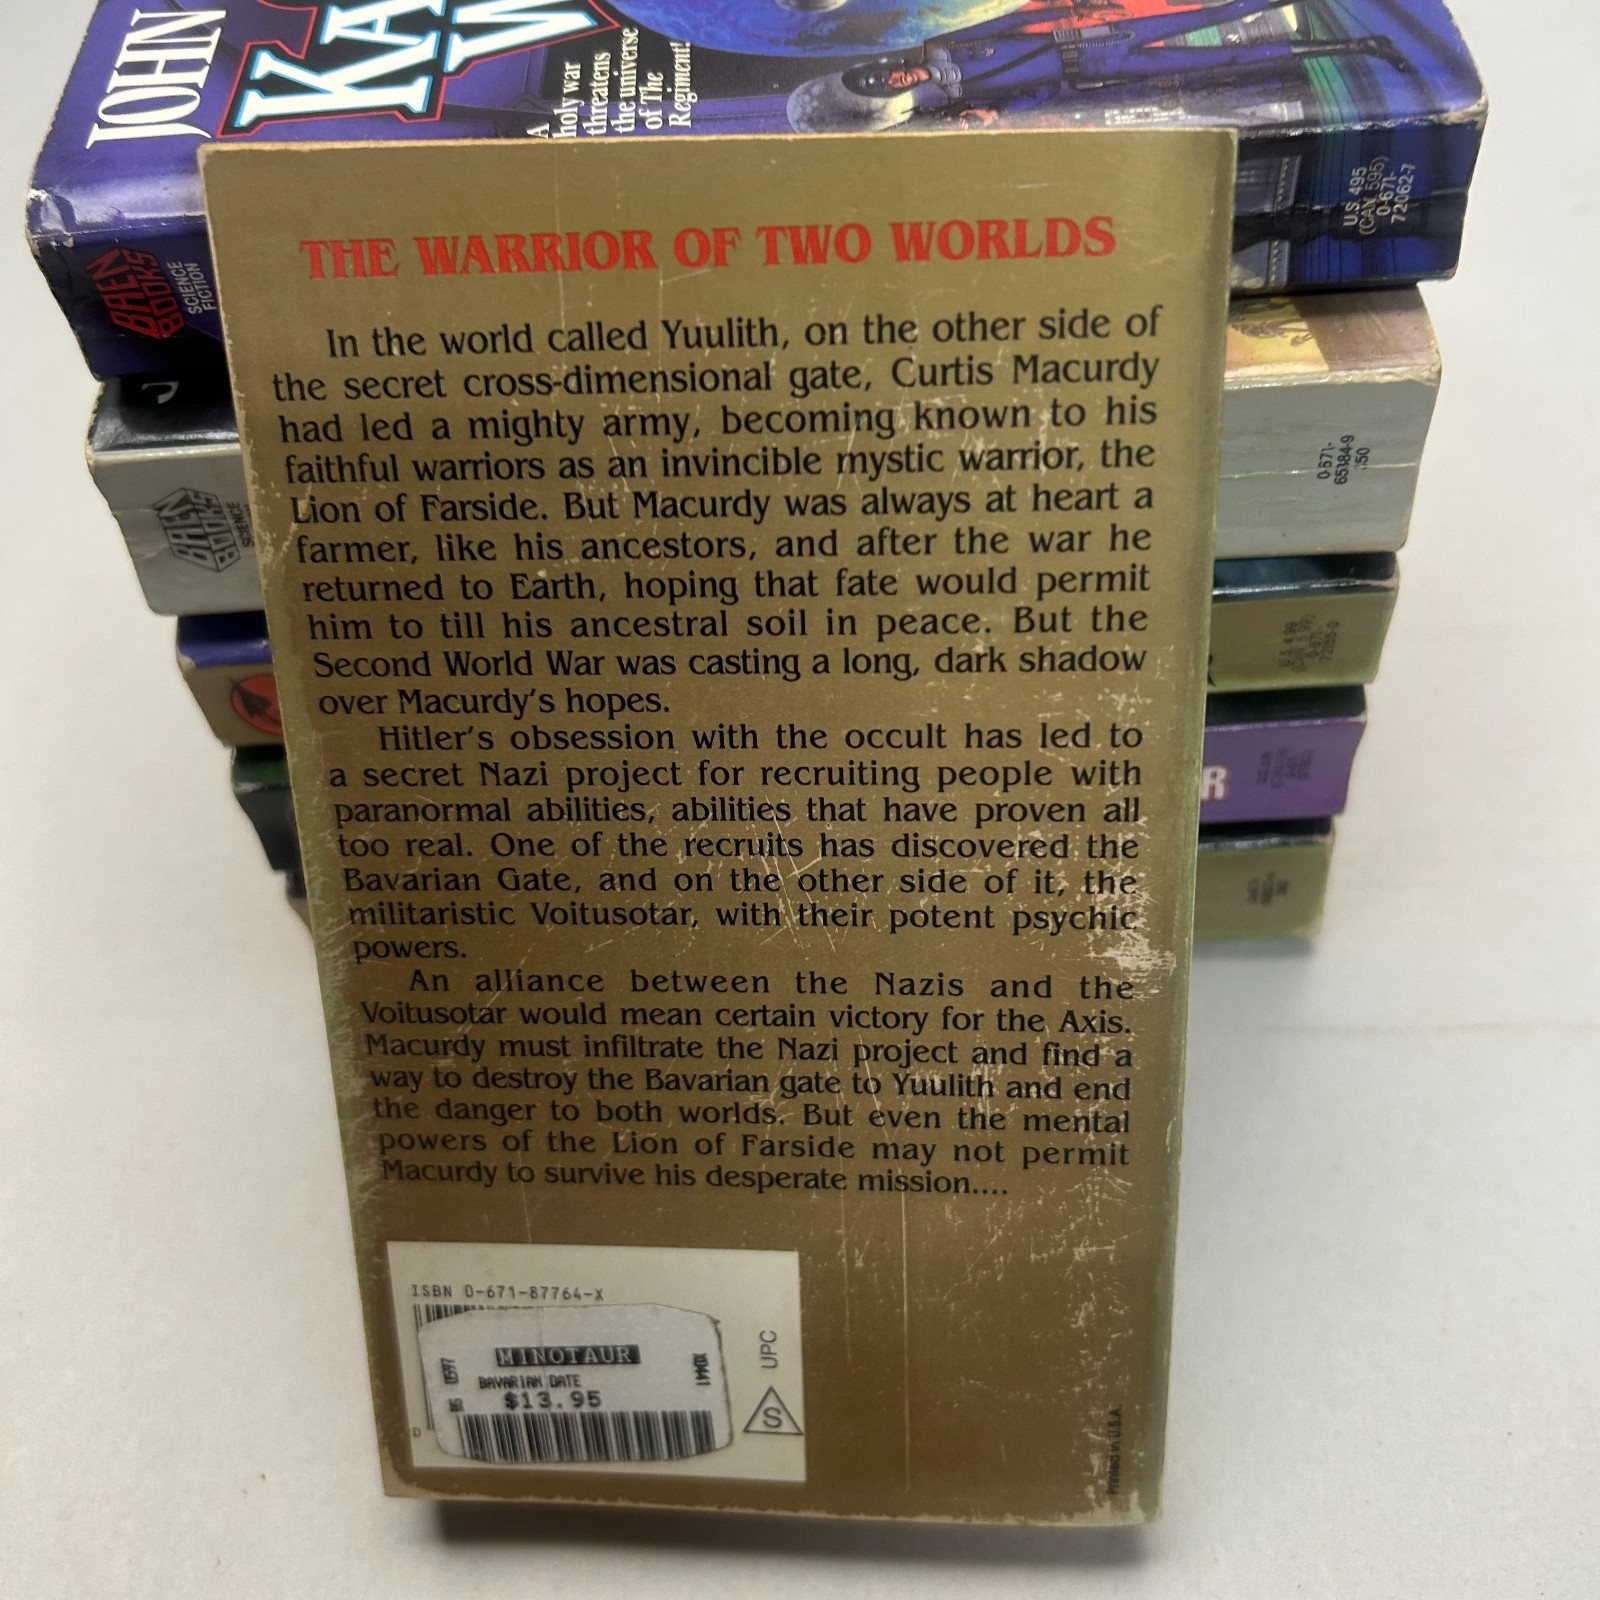 JOHN
KA
W
A
holy war
threatens
the universe
of The
Regiment!
BAEN
BOOKS
SCIENCE
FICTION
U.S. 495
(CAN. 595)
0-671-
72062-7
THE WARRIOR OF TWO WORLDS
In the world called Yuulith, on the other side of
the secret cross-dimensional gate, Curtis Macurdy
had led a mighty army, becoming known to his
faithful warriors as an invincible mystic warrior, the
Lion of Farside. But Macurdy was always at heart a
farmer, like his ancestors, and after the war he
returned to Earth, hoping that fate would permit
him to till his ancestral soil in peace. But the
Second World War was casting a long, dark shadow
over Macurdy's hopes.
Hitler's obsession with the occult has led to
a secret Nazi project for recruiting people with
paranormal abilities, abilities that have proven all
too real. One of the recruits has discovered the
Bavarian Gate, and on the other side of it, the
militaristic Voitusotar, with their potent psychic
powers.
An alliance between the Nazis and the
Voitusotar would mean certain victory for the Axis.
Macurdy must infiltrate the Nazi project and find a
way to destroy the Bavarian gate to Yuulith and end
the danger to both worlds. But even the mental
powers of the Lion of Farside may not permit
Macurdy to survive his desperate mission....
ISBN 0-671-87764-X
MINOTAUR
0597
BAVARIAN GATE
$13.95
UPC
S
Printed in U.S.A.
J
BAEN
BOOKS
SCIENCE
0 671-
65384-9
R